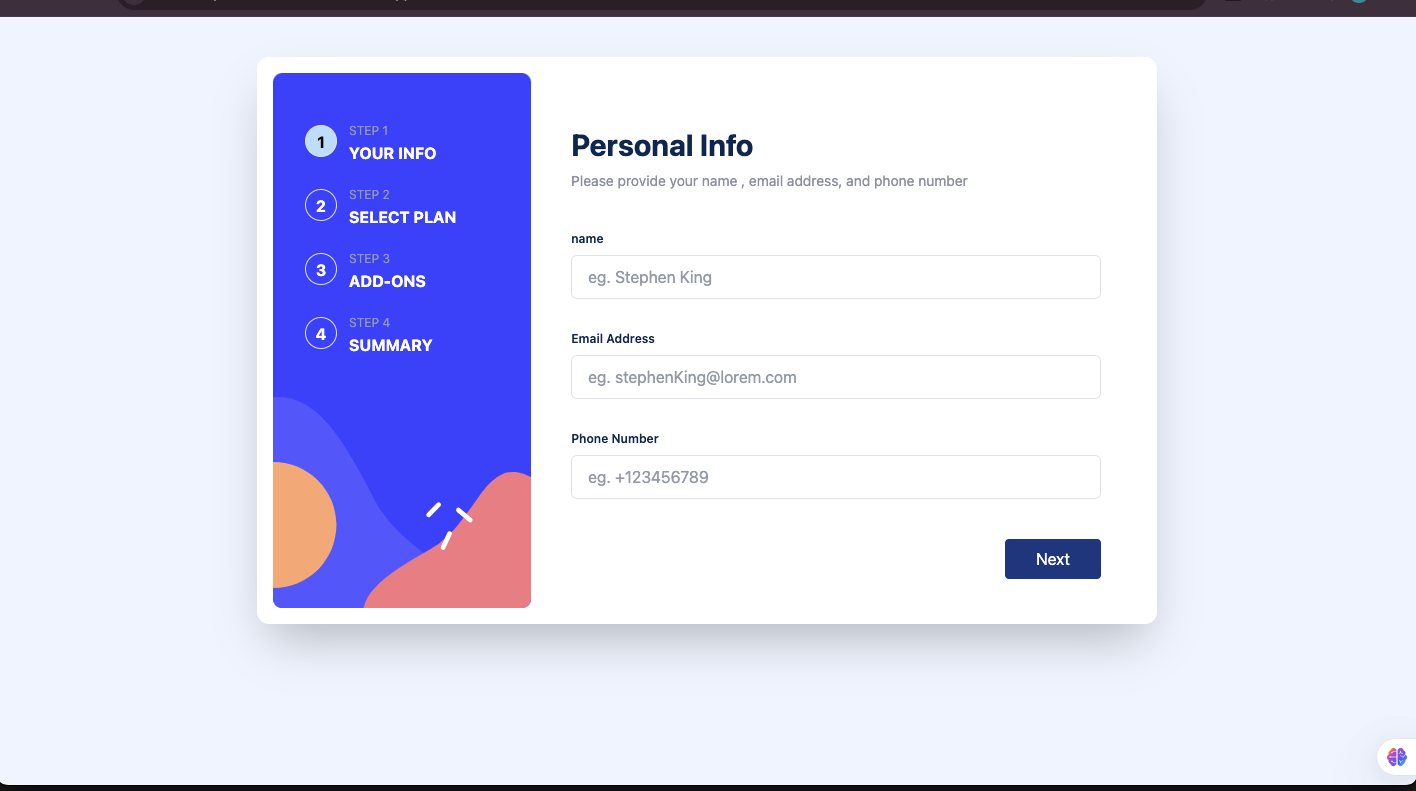 1
STEP 1
YOUR INFO
2
STEP 2
SELECT PLAN
3
STEP 3
ADD-ONS
4
STEP 4
SUMMARY
Personal Info
Please provide your name , email address, and phone number
name
eg. Stephen King
Email Address
eg. stephenKing@lorem.com
Phone Number
eg. +123456789
Next